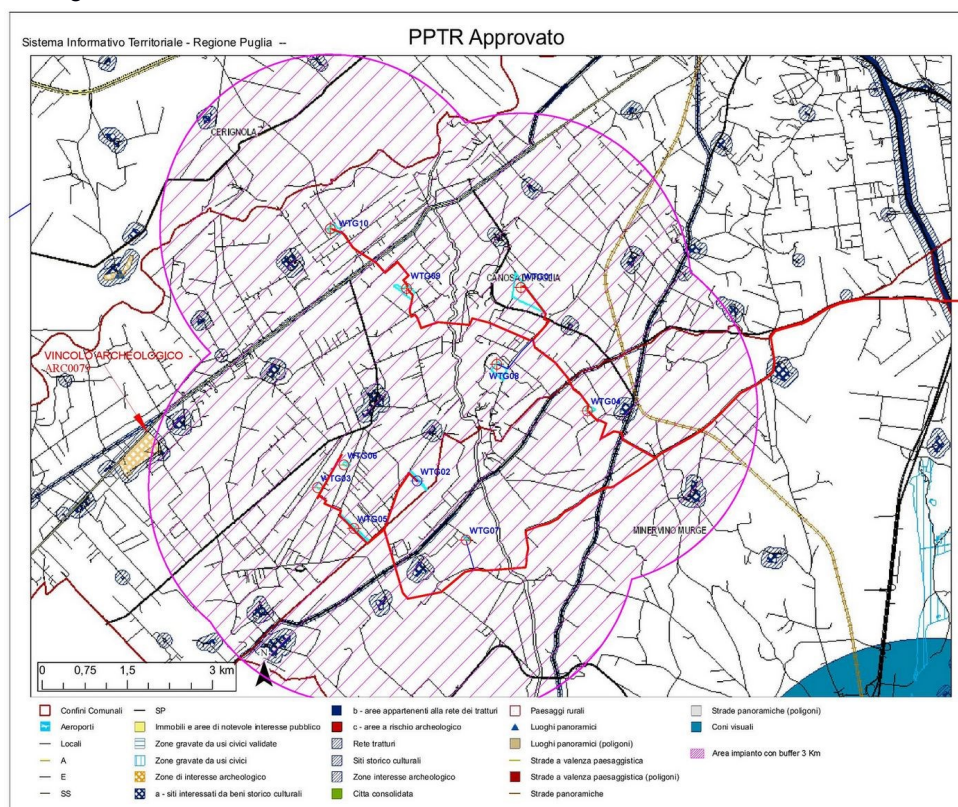 Sistema Informativo Territoriale - Regione Puglia --
PPTR Approvato
CERIGNOLA
WTG10
WTG09
CANOSA DI PUGLIA
WTG01
VINCOLO ARCHEOLOGICO -
ARC0079
WTG08
WTG04
WTG06
WTG03
WTG02
WTG05
WTG07
MINERVINO MURGE
N
0 0,75 1,5 3 km
Confini Comunali
Aeroporti
Locali
A
E
SS
SP
Immobili e aree di notevole interesse pubblico
Zone gravate da usi civici validate
Zone gravate da usi civici
Zone di interesse archeologico
a - siti interessati da beni storico culturali
b - aree appartenenti alla rete dei tratturi
c - aree a rischio archeologico
Rete tratturi
Siti storico culturali
Zone interesse archeologico
Citta consolidata
Paesaggi rurali
Luoghi panoramici
Luoghi panoramici (poligoni)
Strade a valenza paesaggistica
Strade a valenza paesaggistica (poligoni)
Strade panoramiche
Strade panoramiche (poligoni)
Coni visuali
Area impianto con buffer 3 Km